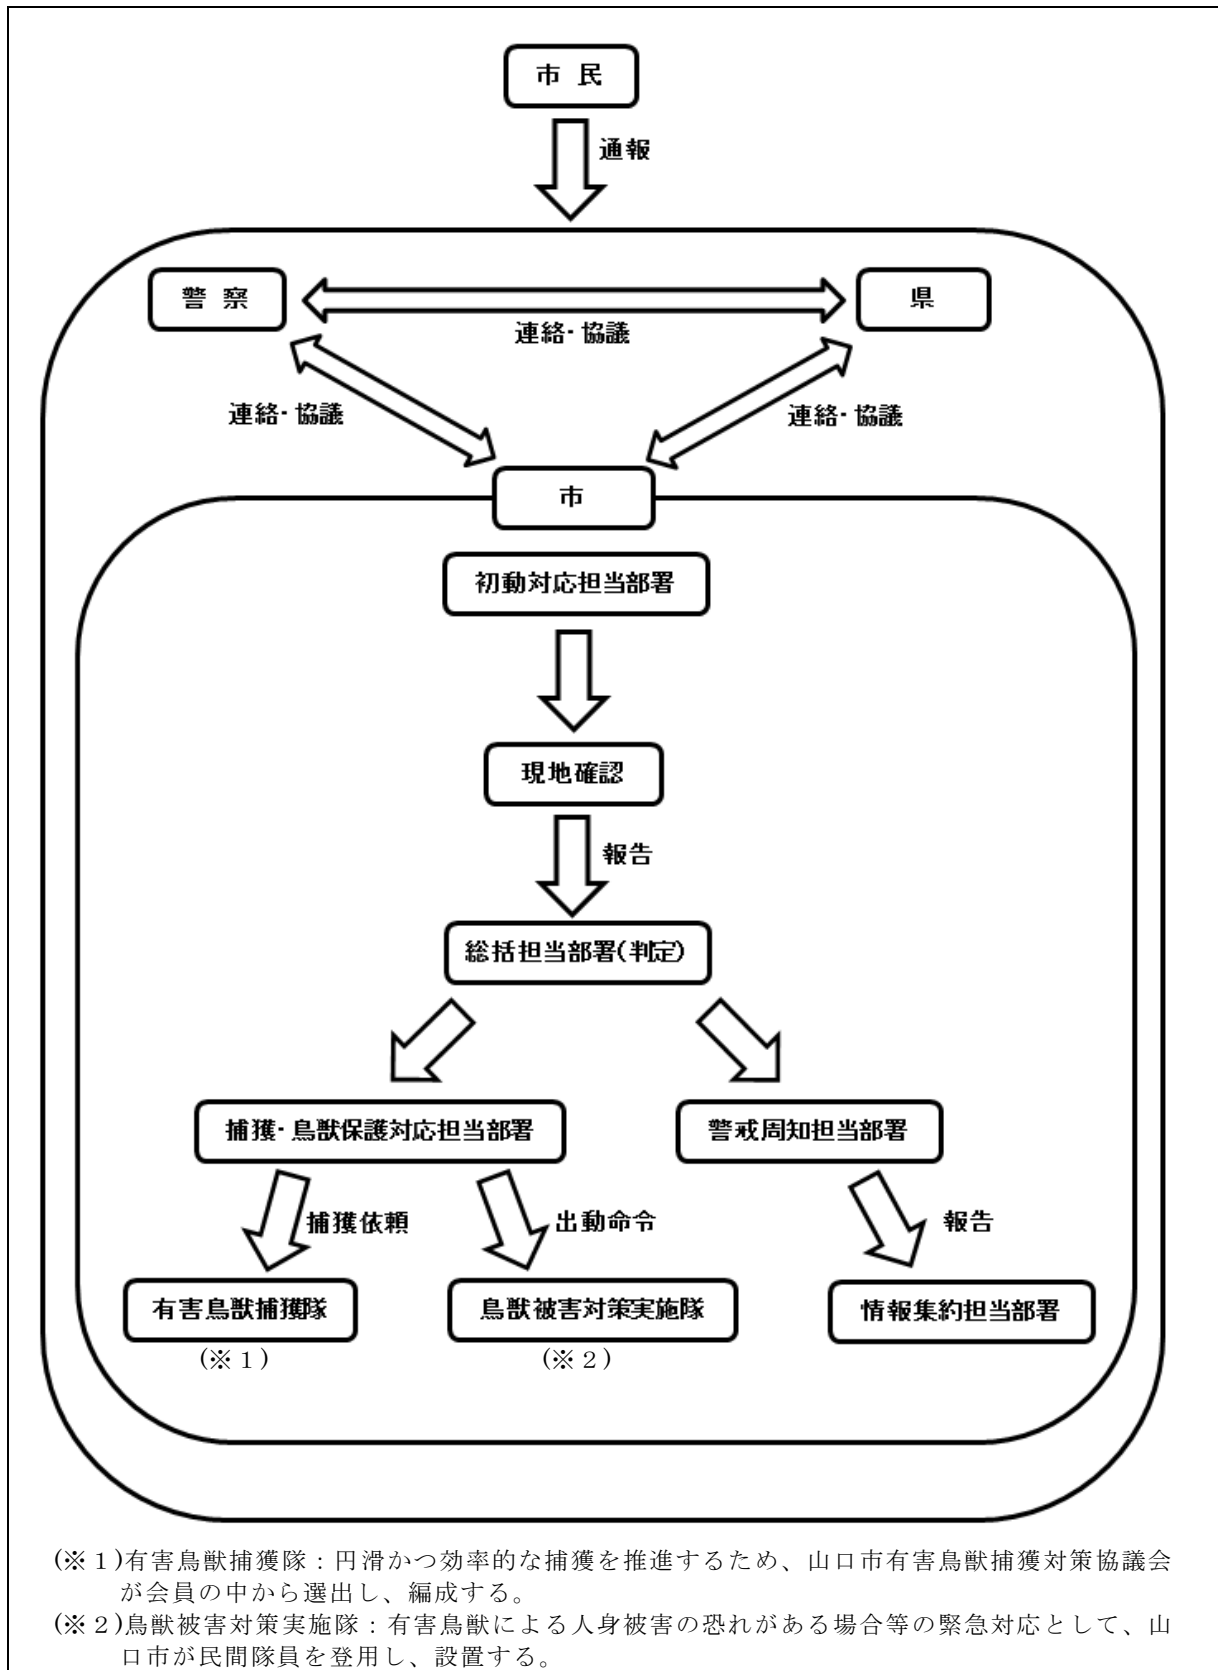 市 民
通報
警 察
県
連絡・協議
連絡・協議
連絡・協議
市
初動対応担当部署
現地確認
報告
総括担当部署(判定)
捕獲・鳥獣保護対応担当部署
警戒周知担当部署
捕獲依頼
出動命令
報告
有害鳥獣捕獲隊
鳥獣被害対策実施隊
情報集約担当部署
(※１)
(※２)
(※１)有害鳥獣捕獲隊：円滑かつ効率的な捕獲を推進するため、山口市有害鳥獣捕獲対策協議会
が会員の中から選出し、編成する。
(※２)鳥獣被害対策実施隊：有害鳥獣による人身被害の恐れがある場合等の緊急対応として、山
口市が民間隊員を登用し、設置する。